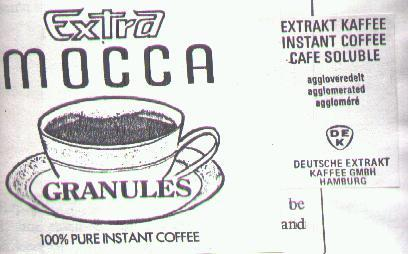 Extra
MOCCA
GRANULES
100% PURE INSTANT COFFEE
EXTRAKT KAFFEE
INSTANT COFFEE
CAFE SOLUBLE
aggloveredelt
agglomerated
aggloméré
DEK
DEUTSCHE EXTRAKT
KAFFEE GMBH
HAMBURG
be
and